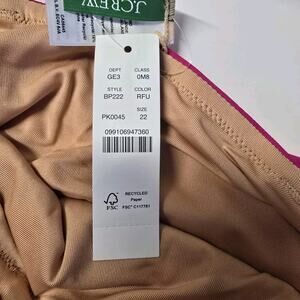 J.CREW
DEPT CLASS
GE3 0M8
STYLE COLOR
BP222 RFU
SIZE
PK0045 22
099106947360
RECYCLED
Paper
FSC FSC® C117781